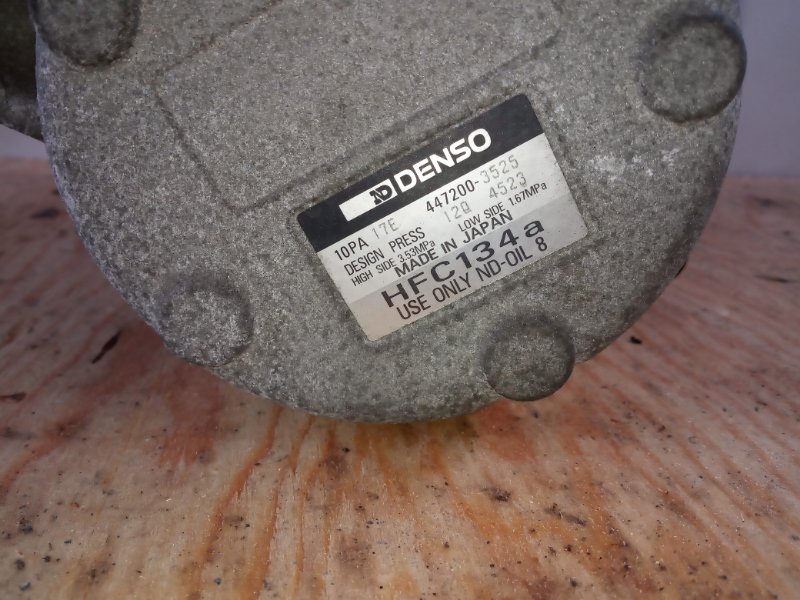 ND DENSO
10PA 17E 447200-3525
DESIGN PRESS 12Q 4523
HIGH SIDE 3.53MPa LOW SIDE 1.67MPa
MADE IN JAPAN
HFC134a
USE ONLY ND-OIL 8